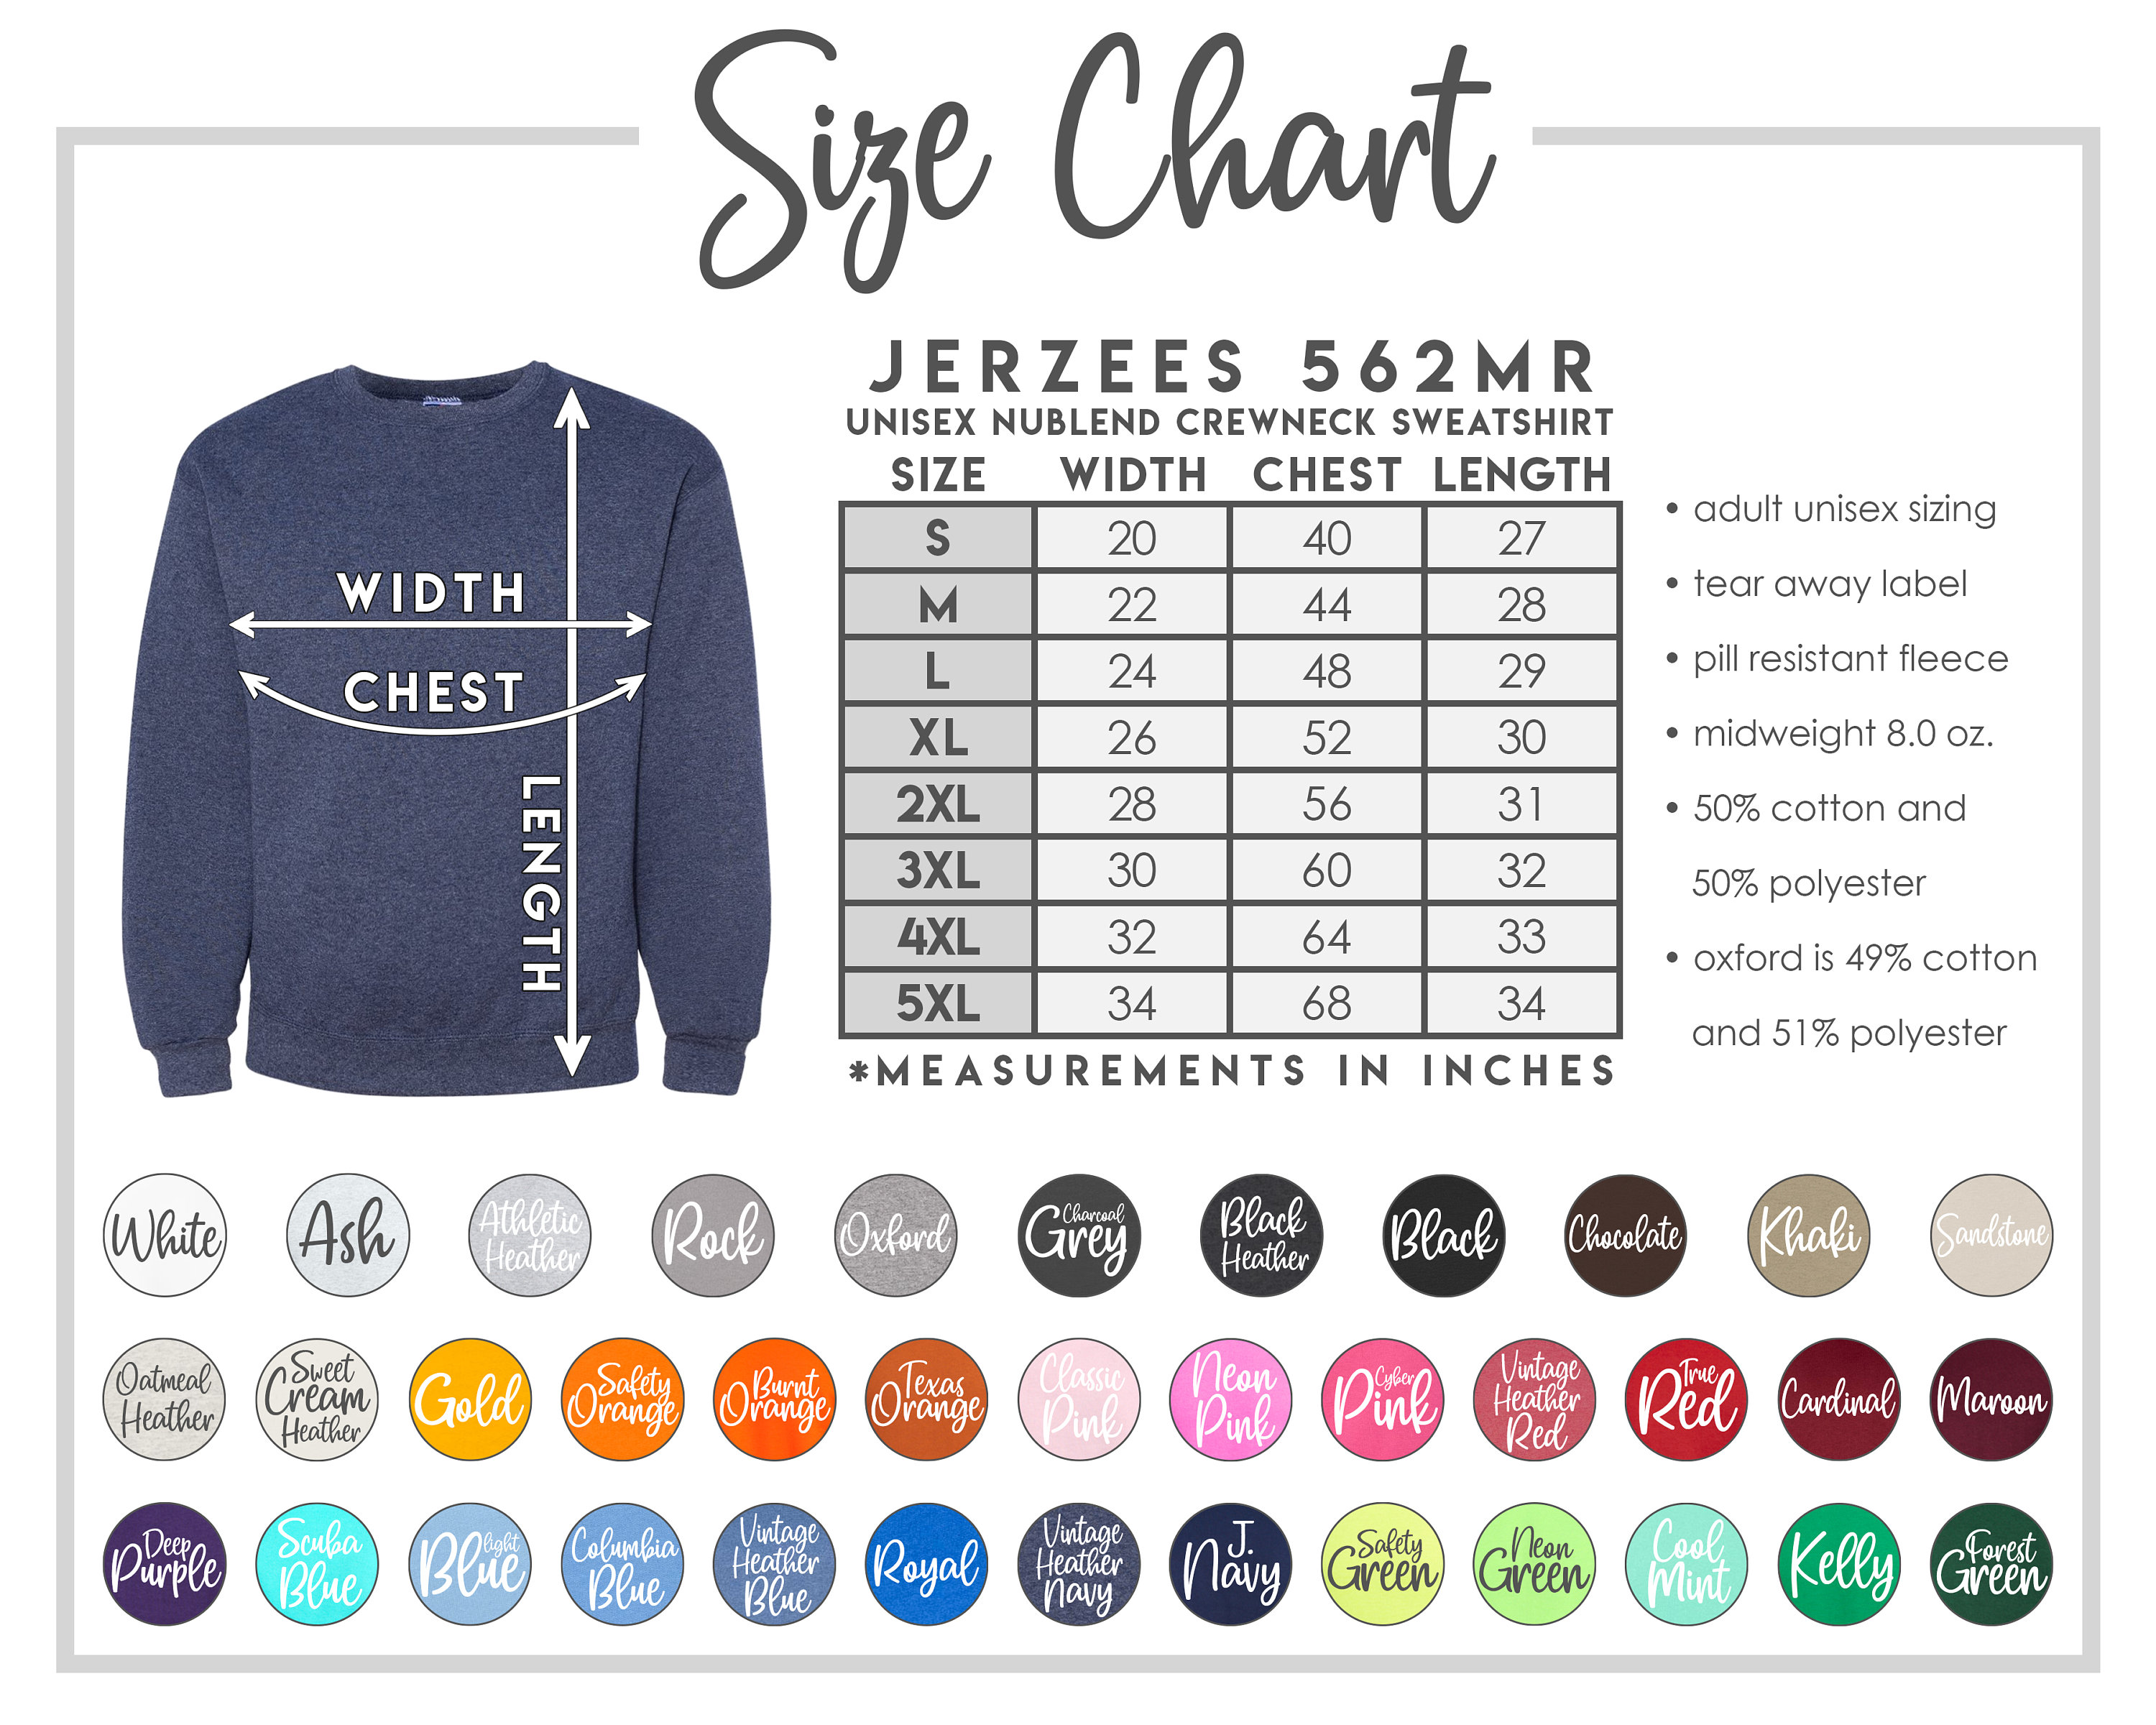 Size Chart
JERZEES 562MR
UNISEX NUBLEND CREWNECK SWEATSHIRT
SIZE WIDTH CHEST LENGTH
S 20 40 27
M 22 44 28
L 24 48 29
XL 26 52 30
2XL 28 56 31
3XL 30 60 32
4XL 32 64 33
5XL 34 68 34
*MEASUREMENTS IN INCHES
WIDTH
CHEST
LENGTH
• adult unisex sizing
• tear away label
• pill resistant fleece
• midweight 8.0 oz.
• 50% cotton and
50% polyester
• oxford is 49% cotton
and 51% polyester
White
Ash
Athletic
Heather
Rock
Oxford
Charcoal
Grey
Black
Heather
Black
Chocolate
Khaki
Sandstone
Oatmeal
Heather
Sweet
Cream
Heather
Gold
Safety
Orange
Burnt
Orange
Texas
Orange
Classic
Pink
Neon
Pink
Cyber
Pink
Vintage
Heather
Red
True
Red
Cardinal
Maroon
Deep
Purple
Scuba
Blue
light
Blue
Columbia
Blue
Vintage
Heather
Blue
Royal
Vintage
Heather
Navy
J.
Navy
Safety
Green
Neon
Green
Cool
Mint
Kelly
Forest
Green